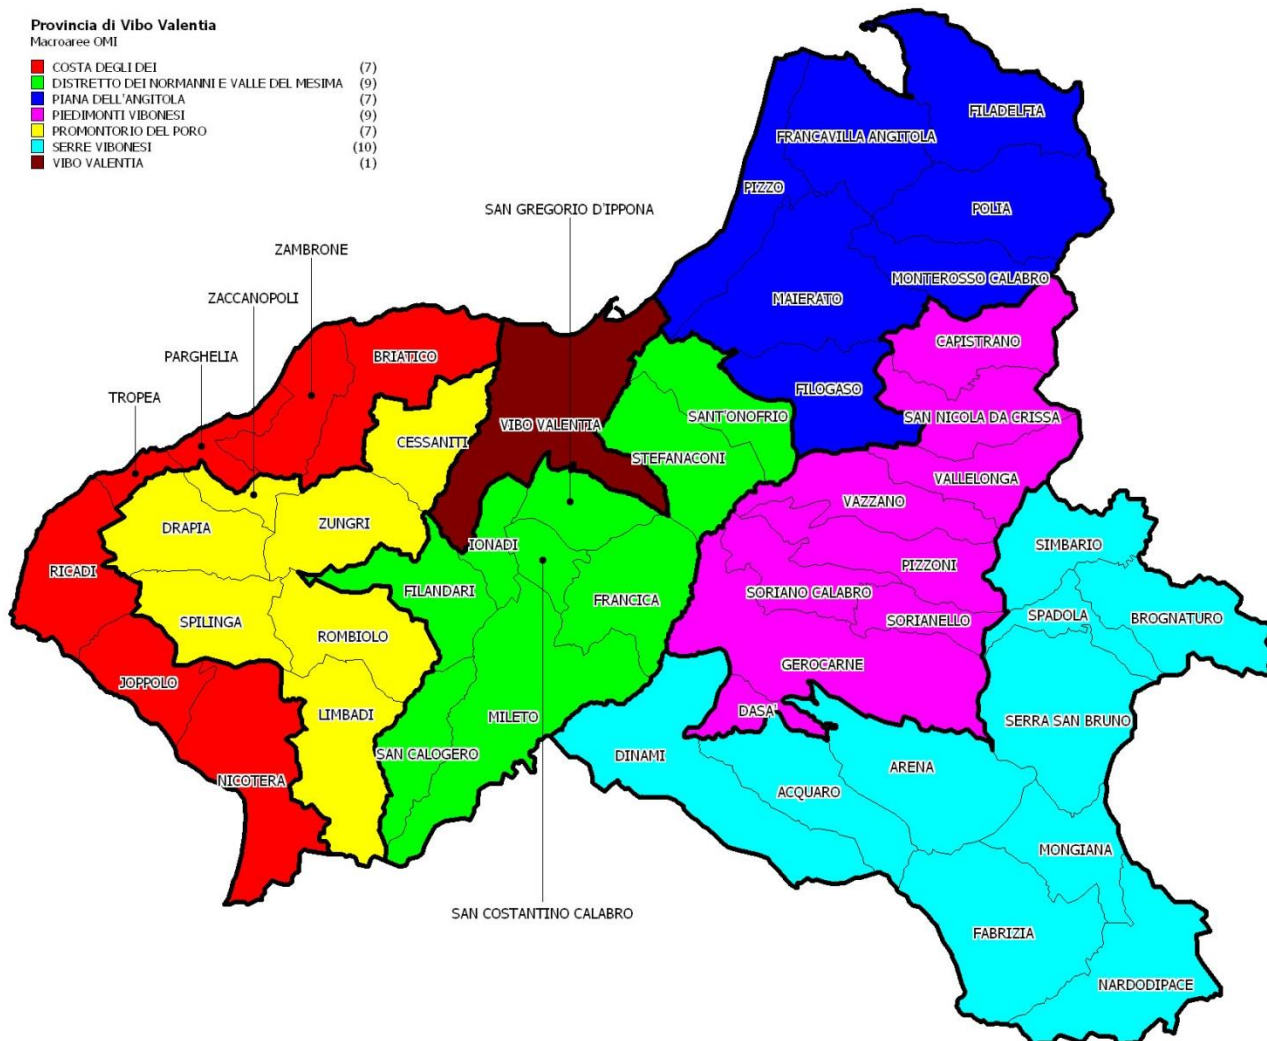 Provincia di Vibo Valentia
Macroaree OMI
COSTA DEGLI DEI (7)
DISTRETTO DEI NORMANNI E VALLE DEL MESIMA (9)
PIANA DELL'ANGITOLA (7)
PIEDIMONTI VIBONESI (9)
PROMONTORIO DEL PORO (7)
SERRE VIBONESI (10)
VIBO VALENTIA (1)
FILADELFIA
FRANCAVILLA ANGITOLA
PIZZO
SAN GREGORIO D'IPPONA
POLIA
ZAMBRONE
MONTEROSSO CALABRO
ZACCANOPOLI
MAIERATO
CAPISTRANO
PARGHELIA
BRIATICO
FILOGASO
TROPEA
SANT'ONOFRIO
SAN NICOLA DA CRISSA
VIBO VALENTIA
CESSANITI
STEFANACONI
VALLELONGA
VAZZANO
DRAPIA
ZUNGRI
IONADI
SIMBARIO
PIZZONI
RICADI
FILANDARI
SORIANO CALABRO
FRANCICA
SPADOLA
BROGNATURO
SPILINGA
SORIANELLO
ROMBIOLO
GEROCARNE
JOPPOLO
DASA'
LIMBADI
MILETO
SERRA SAN BRUNO
SAN CALOGERO
DINAMI
ARENA
NICOTERA
ACQUARO
MONGIANA
SAN COSTANTINO CALABRO
FABRIZIA
NARDODIPACE